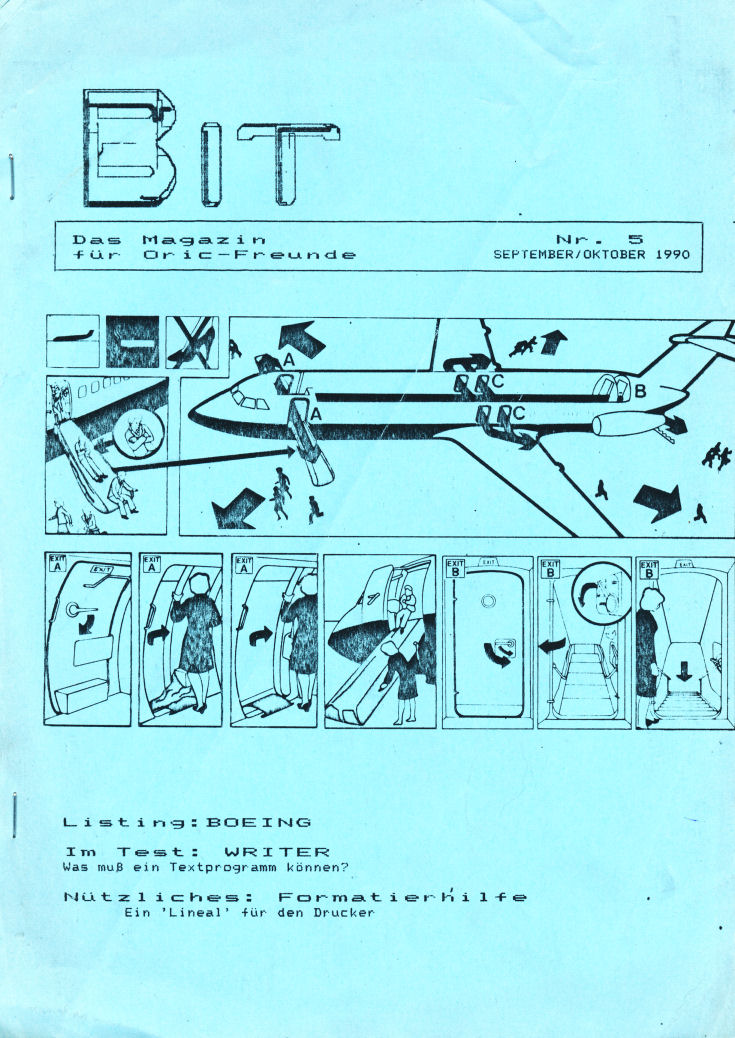 BIT
Das Magazin
für Oric-Freunde
Nr. 5
SEPTEMBER/OKTOBER 1990
A
A
C
C
B
EXIT
A
EXIT
EXIT
A
EXIT
A
EXIT
B
EXIT
EXIT
B
EXIT
B
EXIT
Listing:BOEING
Im Test: WRITER
Was muß ein Textprogramm können?
Nützliches: Formatierhilfe
Ein 'Lineal' für den Drucker